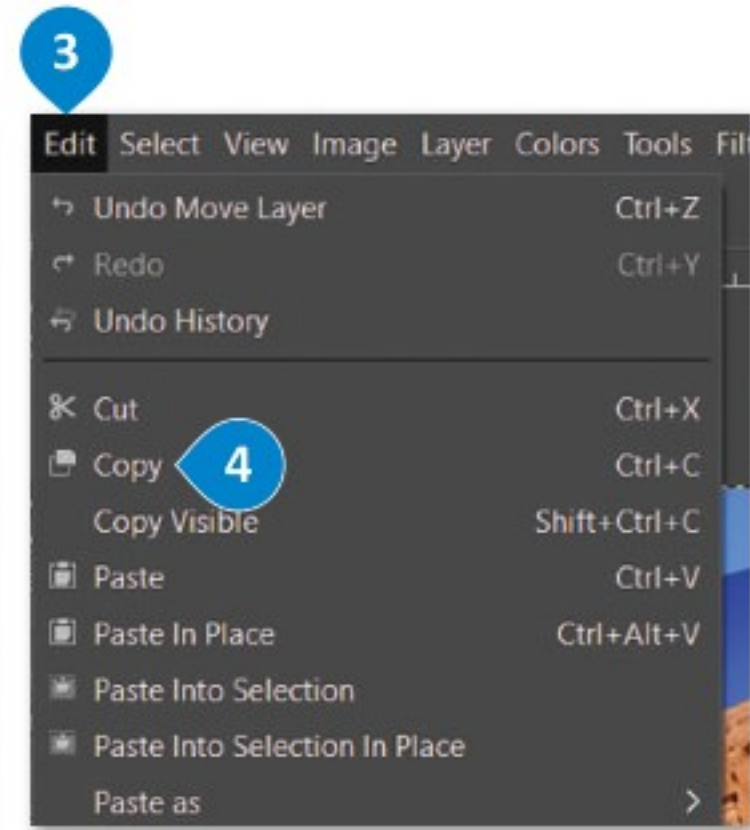 3
Edit Select View Image Layer Colors Tools Filt
Undo Move Layer Ctrl+Z
Redo Ctrl+Y
Undo History
Cut Ctrl+X
Copy 4 Ctrl+C
Copy Visible Shift+Ctrl+C
Paste Ctrl+V
Paste In Place Ctrl+Alt+V
Paste Into Selection
Paste Into Selection In Place
Paste as